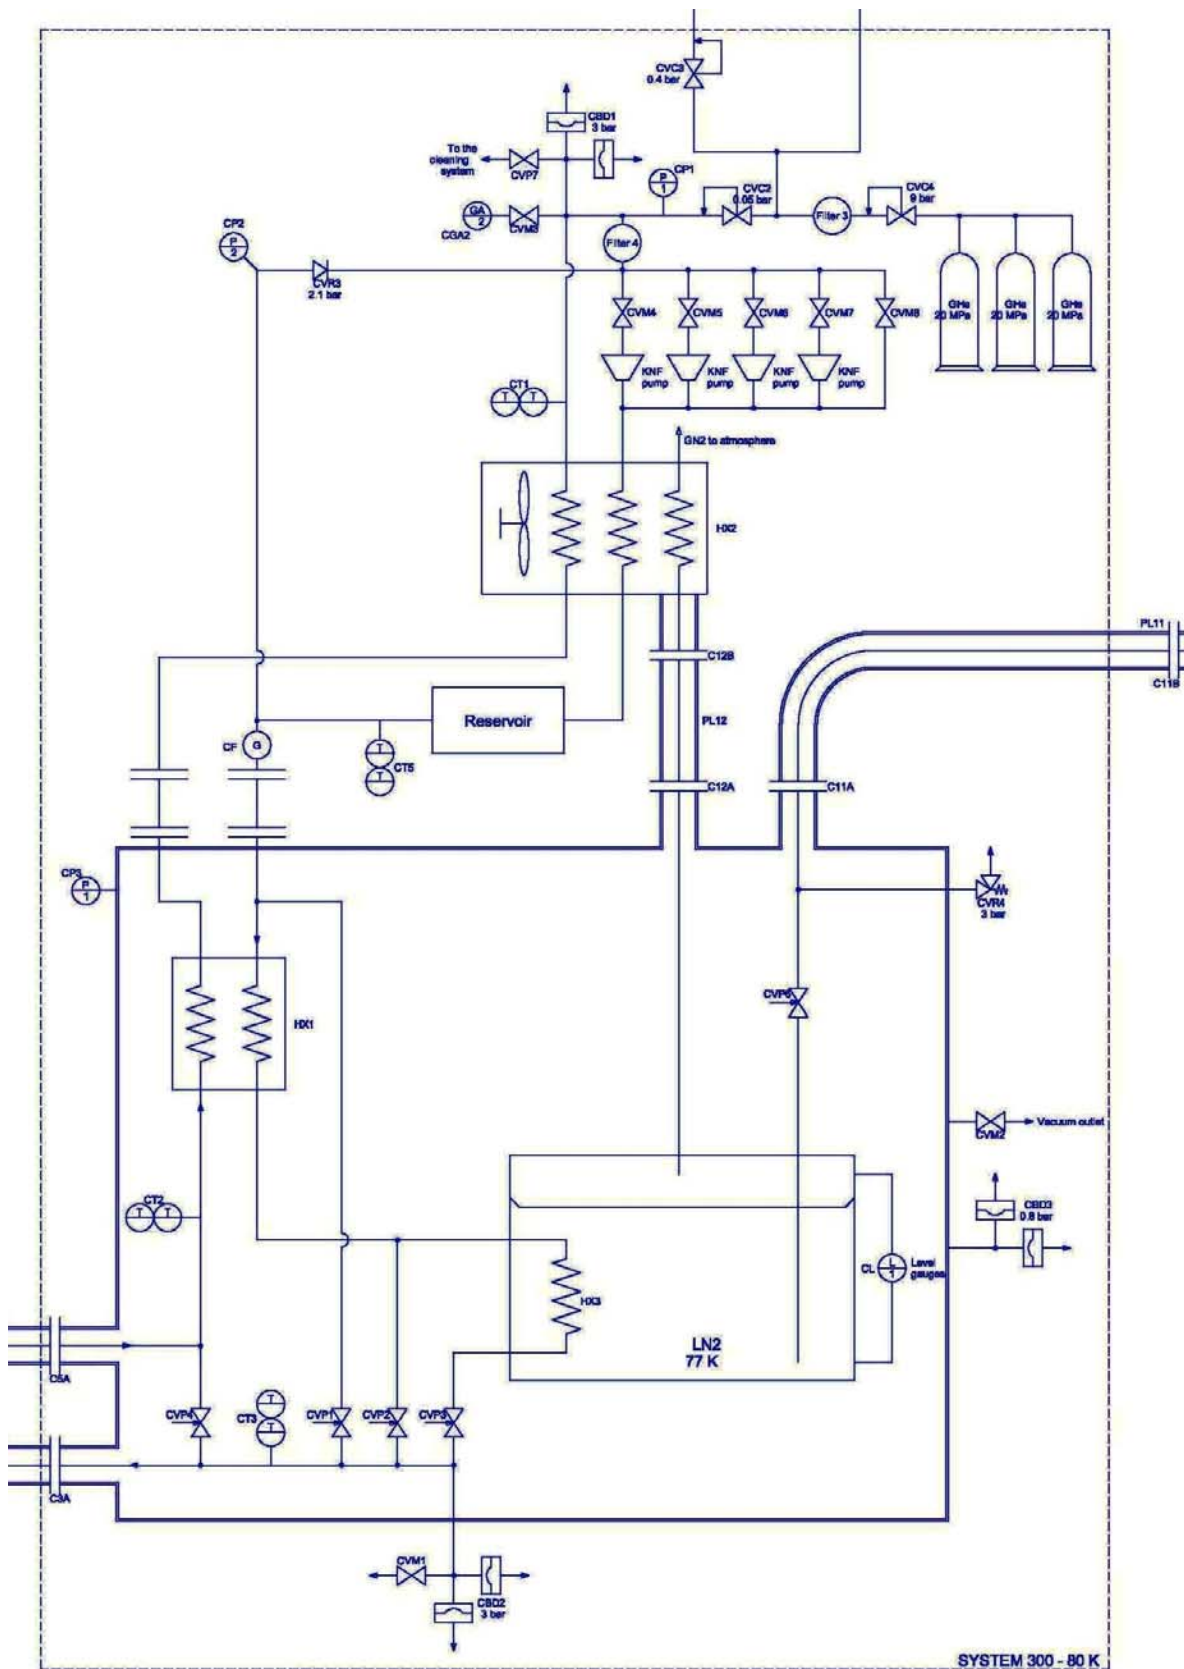 CVC3
0.4 bar
CBD1
3 bar
To the
cleaning
system
CVP7
P
1
CP1
CVC2
0.05 bar
CVC4
9 bar
GA
2
CGA2
CVM3
Filter 3
CP2
P
2
Filter 4
CVR3
2.1 bar
CVM4
CVM5
CVM6
CVM7
CVM8
GHe
20 MPa
GHe
20 MPa
GHe
20 MPa
KNF
pump
KNF
pump
KNF
pump
KNF
pump
CT1
T
T
GN2 to atmosphere
HX2
PL11
C12B
C11B
Reservoir
PL12
CF
G
T
T
CT5
C12A
C11A
CP3
P
1
CVR4
3 bar
CVP5
HX1
CVM2
Vacuum outlet
CT2
T
T
CBD3
0.8 bar
CL
L
1
Level
gauges
HX3
LN2
77 K
C5A
CVP4
CT3
T
T
CVP1
CVP2
CVP3
C3A
CVM1
CBD2
3 bar
SYSTEM 300 - 80 K